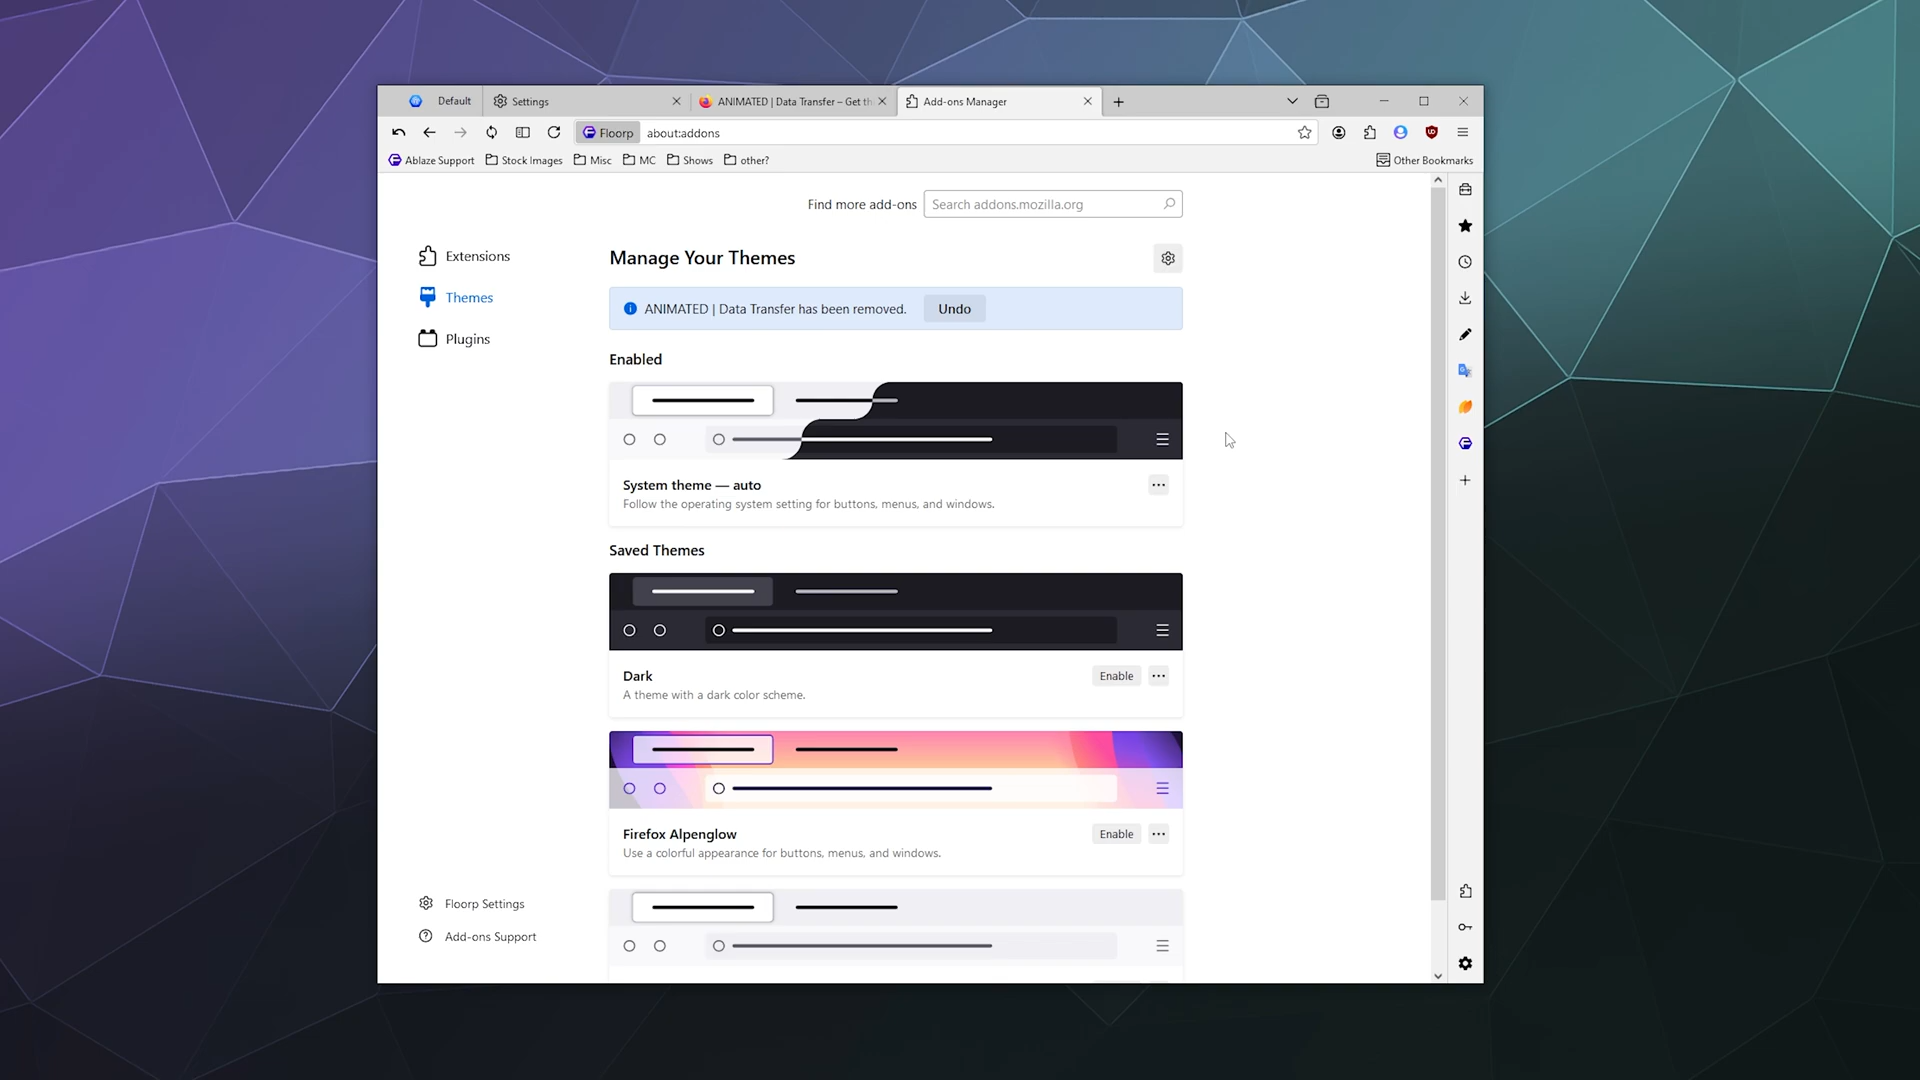 Default
Settings
ANIMATED | Data Transfer – Get th
Add-ons Manager
Floorp
about:addons
Ablaze Support
Stock Images
Misc
MC
Shows
other?
Other Bookmarks
Find more add-ons
Search addons.mozilla.org
Extensions
Themes
Plugins
Manage Your Themes
ANIMATED | Data Transfer has been removed.
Undo
Enabled
System theme — auto
Follow the operating system setting for buttons, menus, and windows.
Saved Themes
Dark
Enable
A theme with a dark color scheme.
Firefox Alpenglow
Enable
Use a colorful appearance for buttons, menus, and windows.
Floorp Settings
Add-ons Support